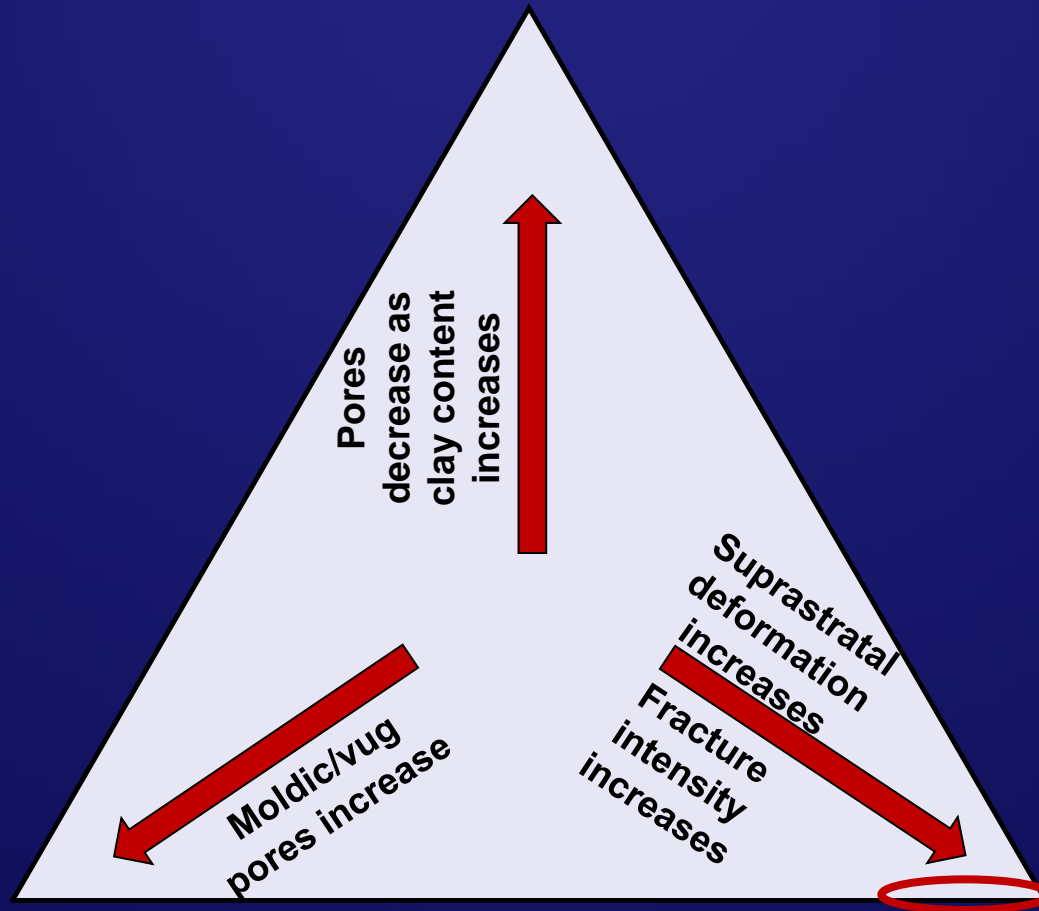 Pores
decrease as
clay content
increases
Suprastratal
deformation
increases
Fracture
intensity
increases
Moldic/vug
pores increase